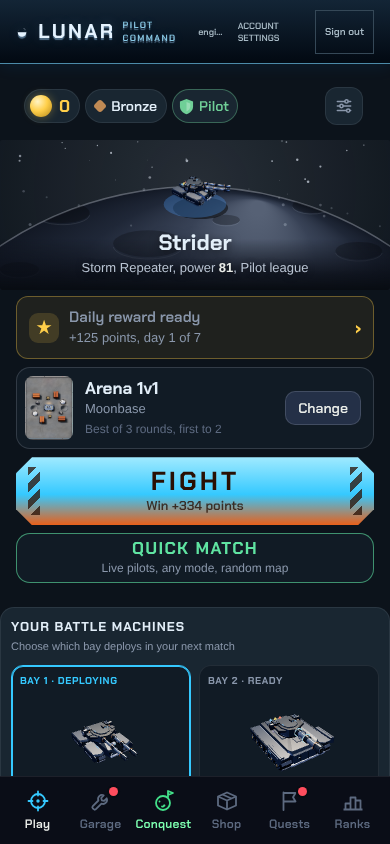 LUNAR
PILOT
COMMAND
engi...
ACCOUNT
SETTINGS
Sign out
0
Bronze
Pilot
Strider
Storm Repeater, power 81, Pilot league
Daily reward ready
+125 points, day 1 of 7
Arena 1v1
Moonbase
Best of 3 rounds, first to 2
Change
FIGHT
Win +334 points
QUICK MATCH
Live pilots, any mode, random map
YOUR BATTLE MACHINES
Choose which bay deploys in your next match
BAY 1 · DEPLOYING
BAY 2 · READY
Play
Garage
Conquest
Shop
Quests
Ranks